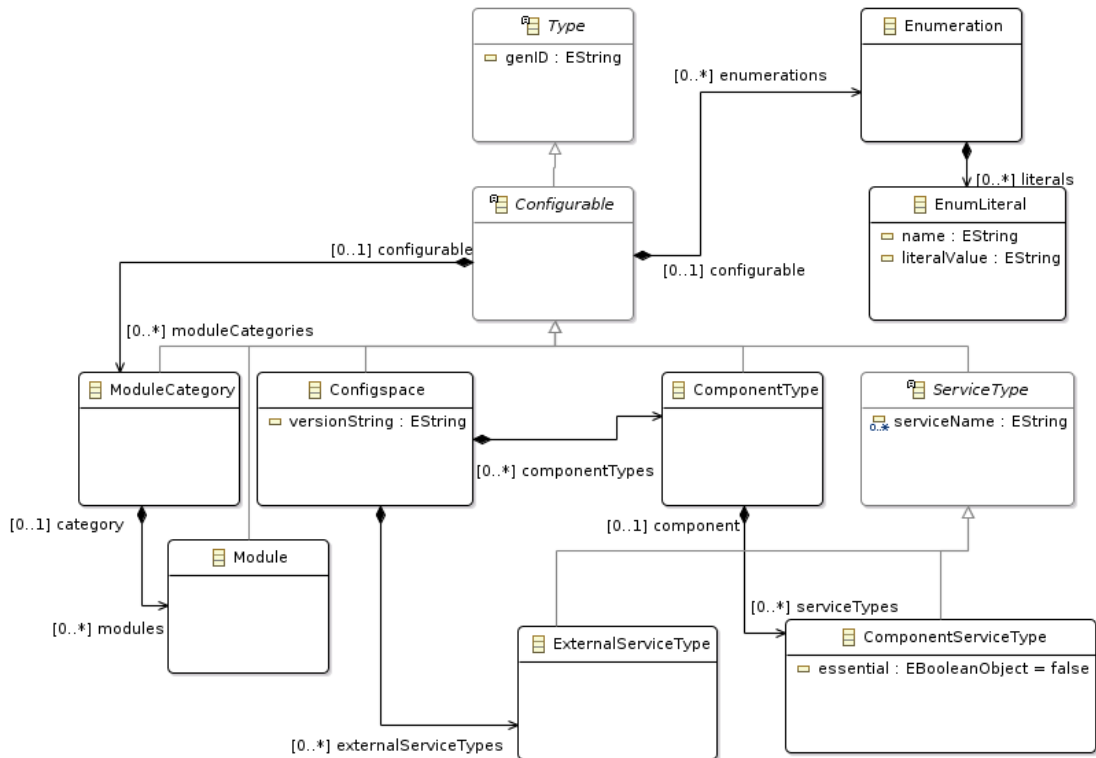 Type
genID : EString
Enumeration
[0..*] enumerations
[0..*] literals
Configurable
EnumLiteral
name : EString
literalValue : EString
[0..1] configurable
[0..1] configurable
[0..*] moduleCategories
ModuleCategory
Configspace
versionString : EString
ComponentType
ServiceType
0..* serviceName : EString
[0..*] componentTypes
[0..1] category
[0..1] component
Module
[0..*] modules
[0..*] serviceTypes
ExternalServiceType
ComponentServiceType
essential : EBooleanObject = false
[0..*] externalServiceTypes